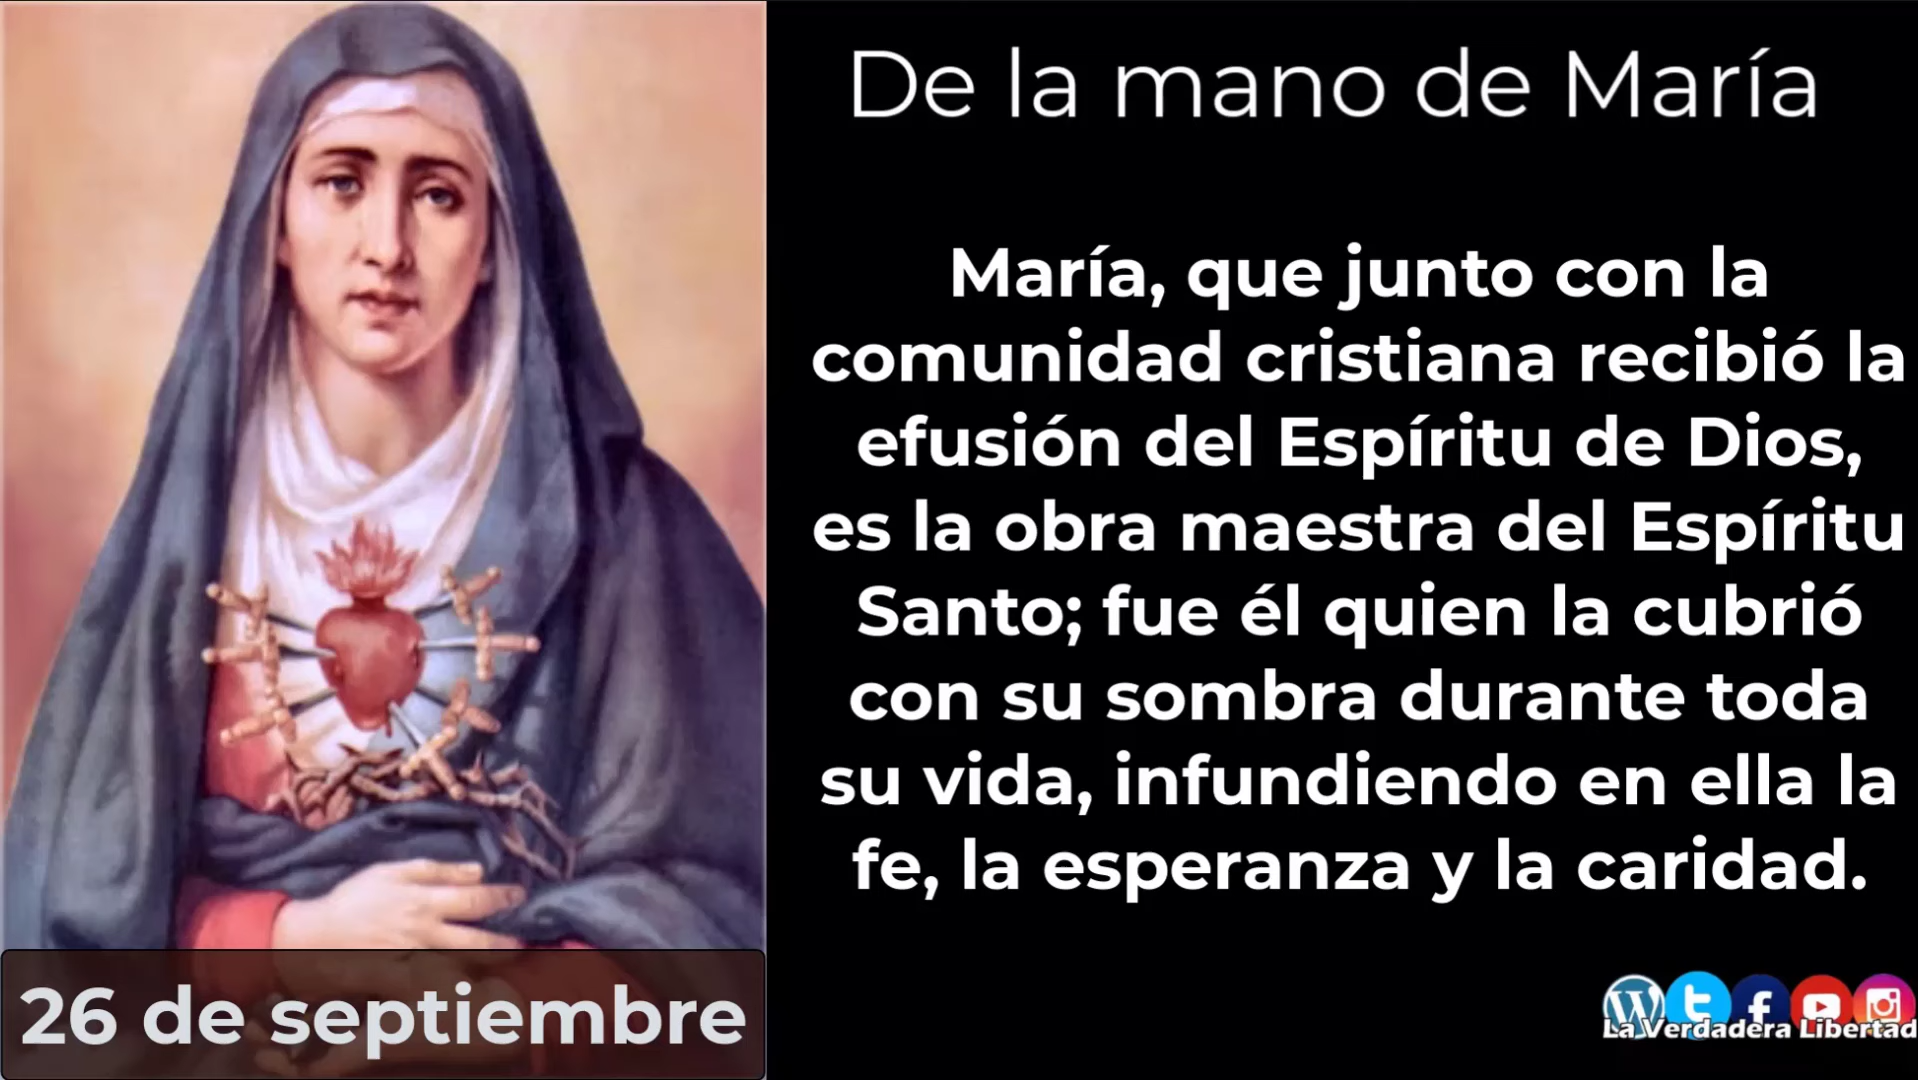 De la mano de María
María, que junto con la
comunidad cristiana recibió la
efusión del Espíritu de Dios,
es la obra maestra del Espíritu
Santo; fue él quien la cubrió
con su sombra durante toda
su vida, infundiendo en ella la
fe, la esperanza y la caridad.
26 de septiembre
La Verdadera Libertad